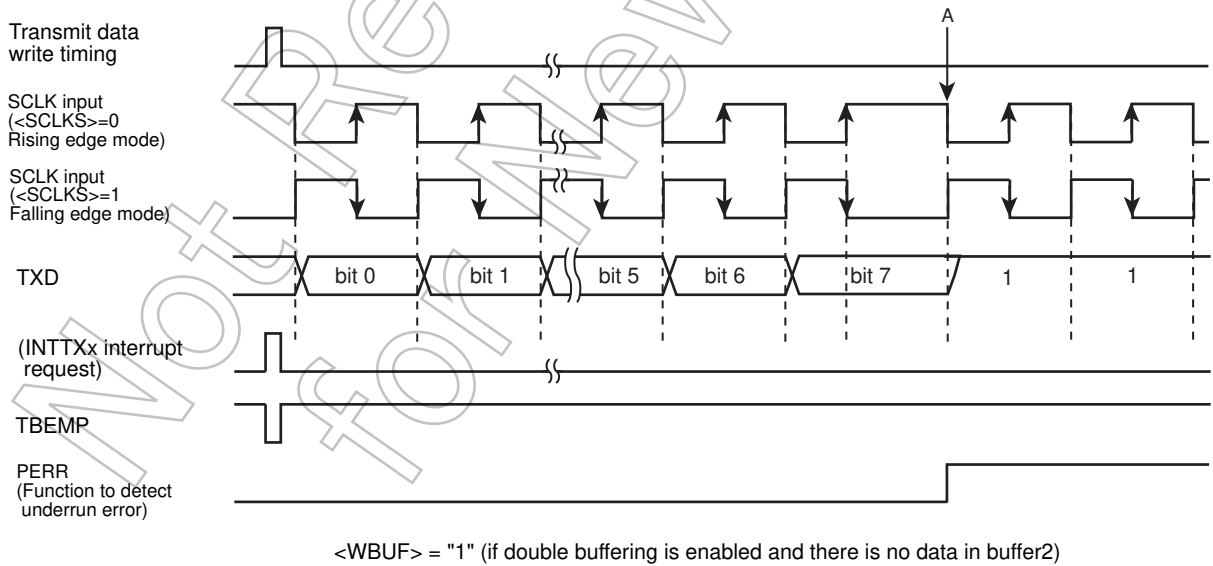 A
Transmit data
write timing
SCLK input
(<SCLKS>=0
Rising edge mode)
SCLK input
(<SCLKS>=1
Falling edge mode)
TXD
bit 0
bit 1
bit 5
bit 6
bit 7
1
1
(INTTXx interrupt
request)
TBEMP
PERR
(Function to detect
underrun error)
<WBUF> = "1" (if double buffering is enabled and there is no data in buffer2)